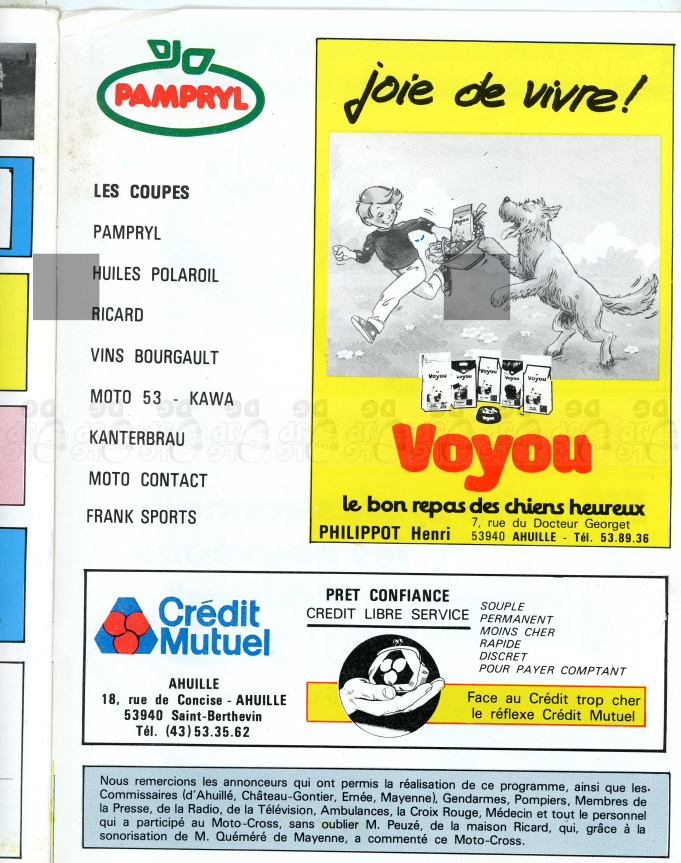 PAMPRYL
LES COUPES
PAMPRYL
HUILES POLAROIL
RICARD
VINS BOURGAULT
MOTO 53 - KAWA
KANTERBRAU
MOTO CONTACT
FRANK SPORTS
joie de vivre !
Voyou
Voyou
le bon repas des chiens heureux
PHILIPPOT Henri
7, rue du Docteur Georget
53940 AHUILLE - Tél. 53.89.36
Crédit
Mutuel
AHUILLE
18, rue de Concise - AHUILLE
53940 Saint-Berthevin
Tél. (43) 53.35.62
PRET CONFIANCE
CREDIT LIBRE SERVICE
SOUPLE
PERMANENT
MOINS CHER
RAPIDE
DISCRET
POUR PAYER COMPTANT
Face au Crédit trop cher
le réflexe Crédit Mutuel
Nous remercions les annonceurs qui ont permis la réalisation de ce programme, ainsi que les
Commissaires (d'Ahuillé, Château-Gontier, Ernée, Mayenne), Gendarmes, Pompiers, Membres de
la Presse, de la Radio, de la Télévision, Ambulances, la Croix Rouge, Médecin et tout le personnel
qui a participé au Moto-Cross, sans oublier M. Peuzé, de la maison Ricard, qui, grâce à la
sonorisation de M. Quéméré de Mayenne, a commenté ce Moto-Cross.